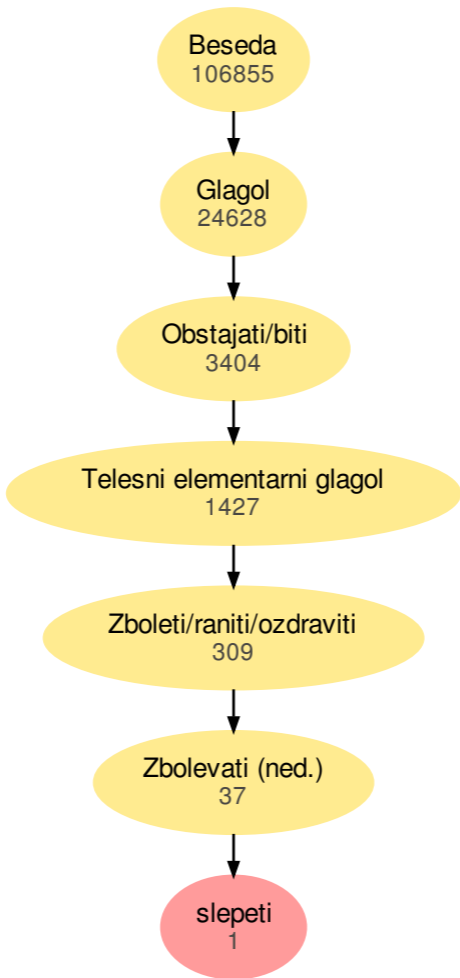 Beseda
106855
Glagol
24628
Obstajati/biti
3404
Telesni elementarni glagol
1427
Zboleti/raniti/ozdraviti
309
Zbolevati (ned.)
37
slepeti
1